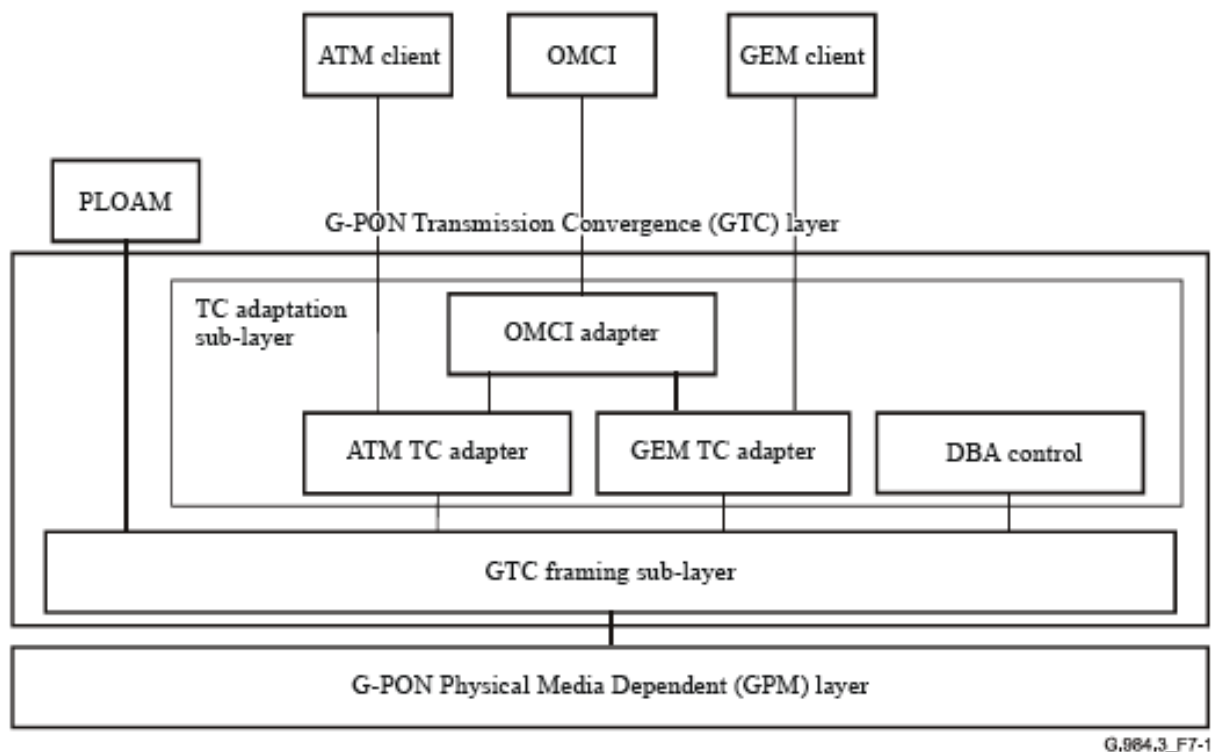 ATM client
OMCI
GEM client
PLOAM
G-PON Transmission Convergence (GTC) layer
TC adaptation
sub-layer
OMCI adapter
ATM TC adapter
GEM TC adapter
DBA control
GTC framing sub-layer
G-PON Physical Media Dependent (GPM) layer
G.984.3_F7-1